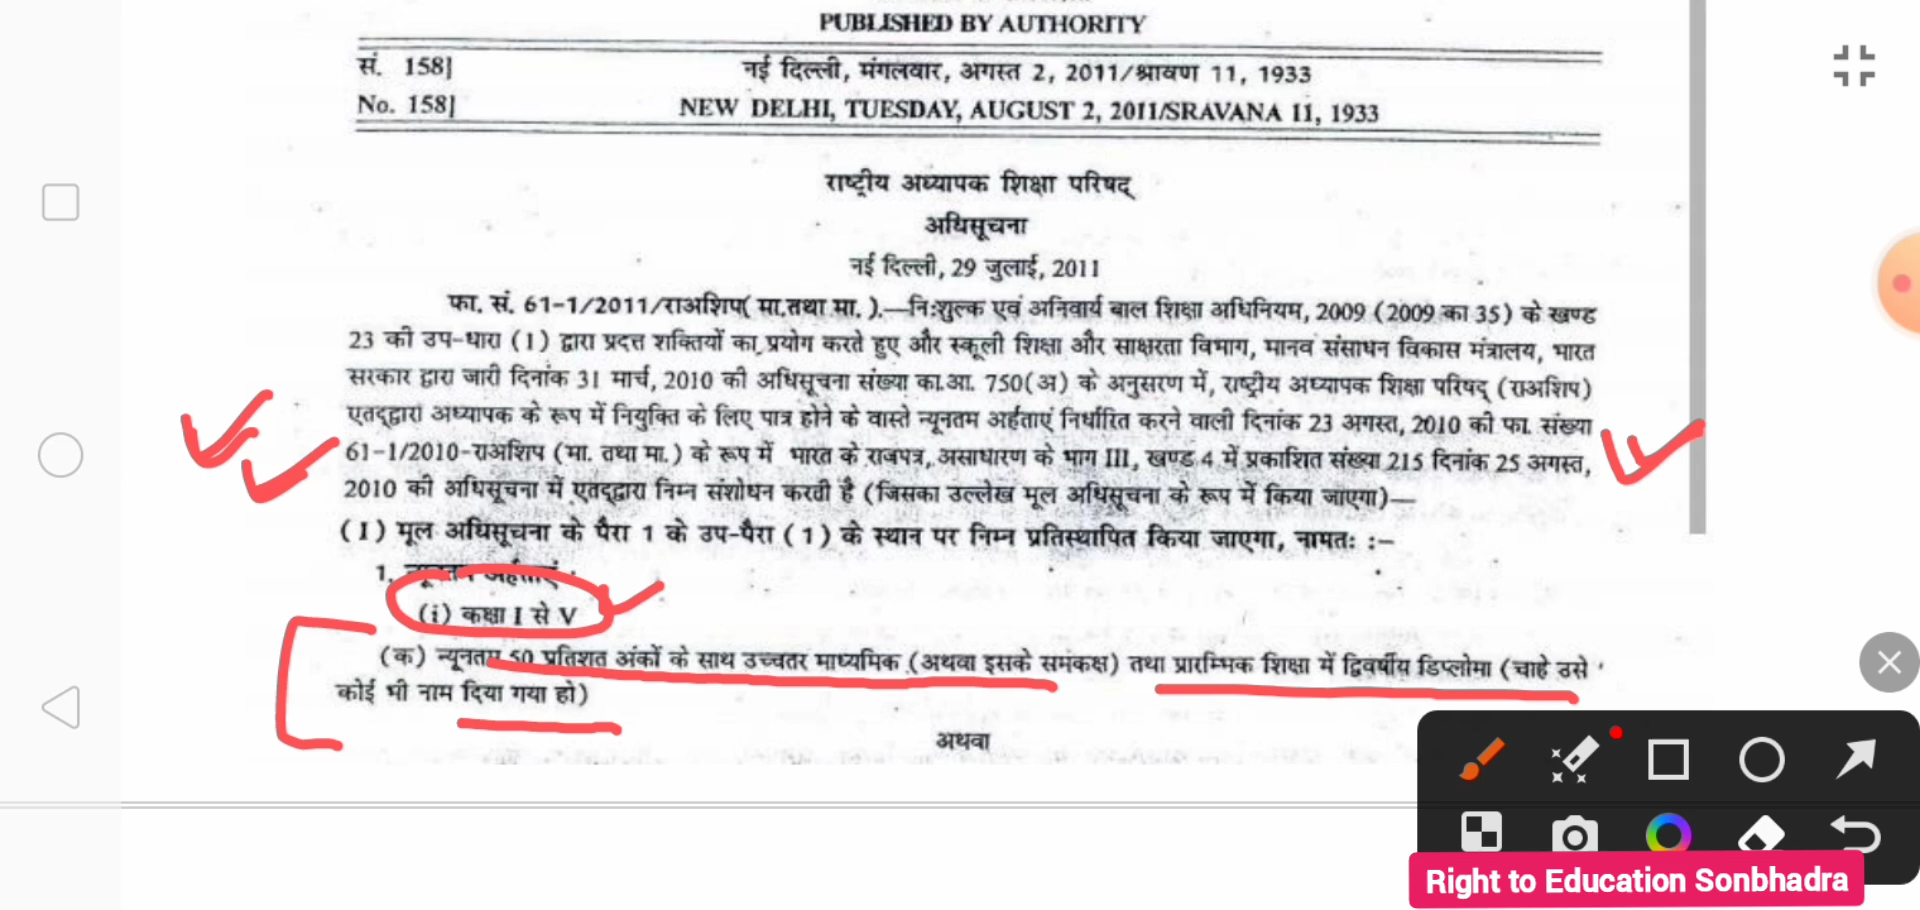 PUBLISHED BY AUTHORITY
सं. 158]
नई दिल्ली, मंगलवार, अगस्त 2, 2011/श्रावण 11, 1933
No. 158]
NEW DELHI, TUESDAY, AUGUST 2, 2011/SRAVANA 11, 1933
राष्ट्रीय अध्यापक शिक्षा परिषद्
अधिसूचना
नई दिल्ली, 29 जुलाई, 2011
फा. सं. 61-1/2011/राअशिप( मा.तथा मा. ).—निःशुल्क एवं अनिवार्य बाल शिक्षा अधिनियम, 2009 (2009 का 35) के खण्ड
23 की उप-धारा (1) द्वारा प्रदत्त शक्तियों का प्रयोग करते हुए और स्कूली शिक्षा और साक्षरता विभाग, मानव संसाधन विकास मंत्रालय, भारत
सरकार द्वारा जारी दिनांक 31 मार्च, 2010 की अधिसूचना संख्या का.आ. 750(अ) के अनुसरण में, राष्ट्रीय अध्यापक शिक्षा परिषद् (राअशिप)
एतद्द्वारा अध्यापक के रूप में नियुक्ति के लिए पात्र होने के वास्ते न्यूनतम अर्हताएं निर्धारित करने वाली दिनांक 23 अगस्त, 2010 की फा. संख्या
61-1/2010-राअशिप (मा. तथा मा.) के रूप में भारत के राजपत्र, असाधारण के भाग III, खण्ड 4 में प्रकाशित संख्या 215 दिनांक 25 अगस्त,
2010 की अधिसूचना में एतद्द्वारा निम्न संशोधन करती है (जिसका उल्लेख मूल अधिसूचना के रूप में किया जाएगा)—
(I) मूल अधिसूचना के पैरा 1 के उप-पैरा (1) के स्थान पर निम्न प्रतिस्थापित किया जाएगा, नामतः :–
1. न्यूनतम अर्हताएं :
(i) कक्षा I से V
(क) न्यूनतम 50 प्रतिशत अंकों के साथ उच्चतर माध्यमिक (अथवा इसके समकक्ष) तथा प्रारम्भिक शिक्षा में द्विवर्षीय डिप्लोमा (चाहे उसे
कोई भी नाम दिया गया हो)
अथवा
Right to Education Sonbhadra